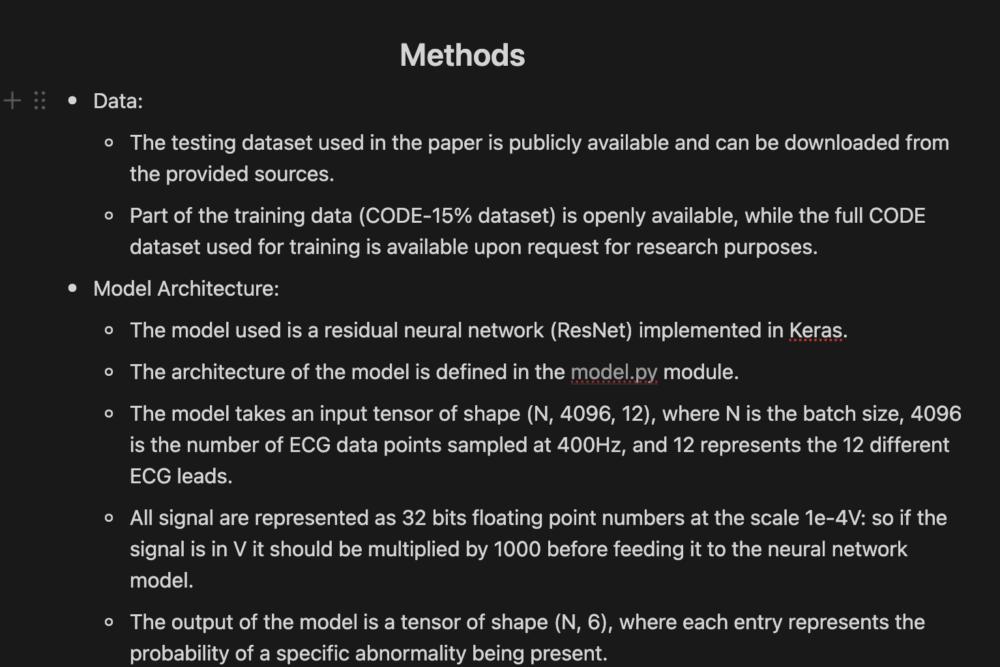 Methods
Data:
The testing dataset used in the paper is publicly available and can be downloaded from
the provided sources.
Part of the training data (CODE-15% dataset) is openly available, while the full CODE
dataset used for training is available upon request for research purposes.
Model Architecture:
The model used is a residual neural network (ResNet) implemented in Keras.
The architecture of the model is defined in the model.py module.
The model takes an input tensor of shape (N, 4096, 12), where N is the batch size, 4096
is the number of ECG data points sampled at 400Hz, and 12 represents the 12 different
ECG leads.
All signal are represented as 32 bits floating point numbers at the scale 1e-4V: so if the
signal is in V it should be multiplied by 1000 before feeding it to the neural network
model.
The output of the model is a tensor of shape (N, 6), where each entry represents the
probability of a specific abnormality being present.